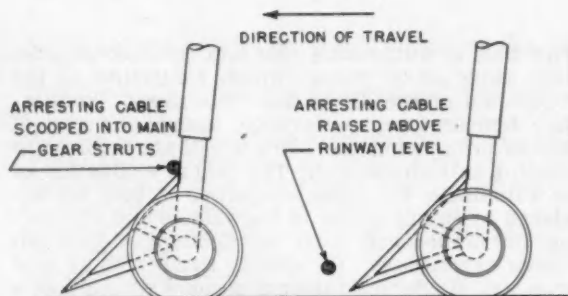 DIRECTION OF TRAVEL
ARRESTING CABLE
SCOOPED INTO MAIN
GEAR STRUTS
ARRESTING CABLE
RAISED ABOVE
RUNWAY LEVEL